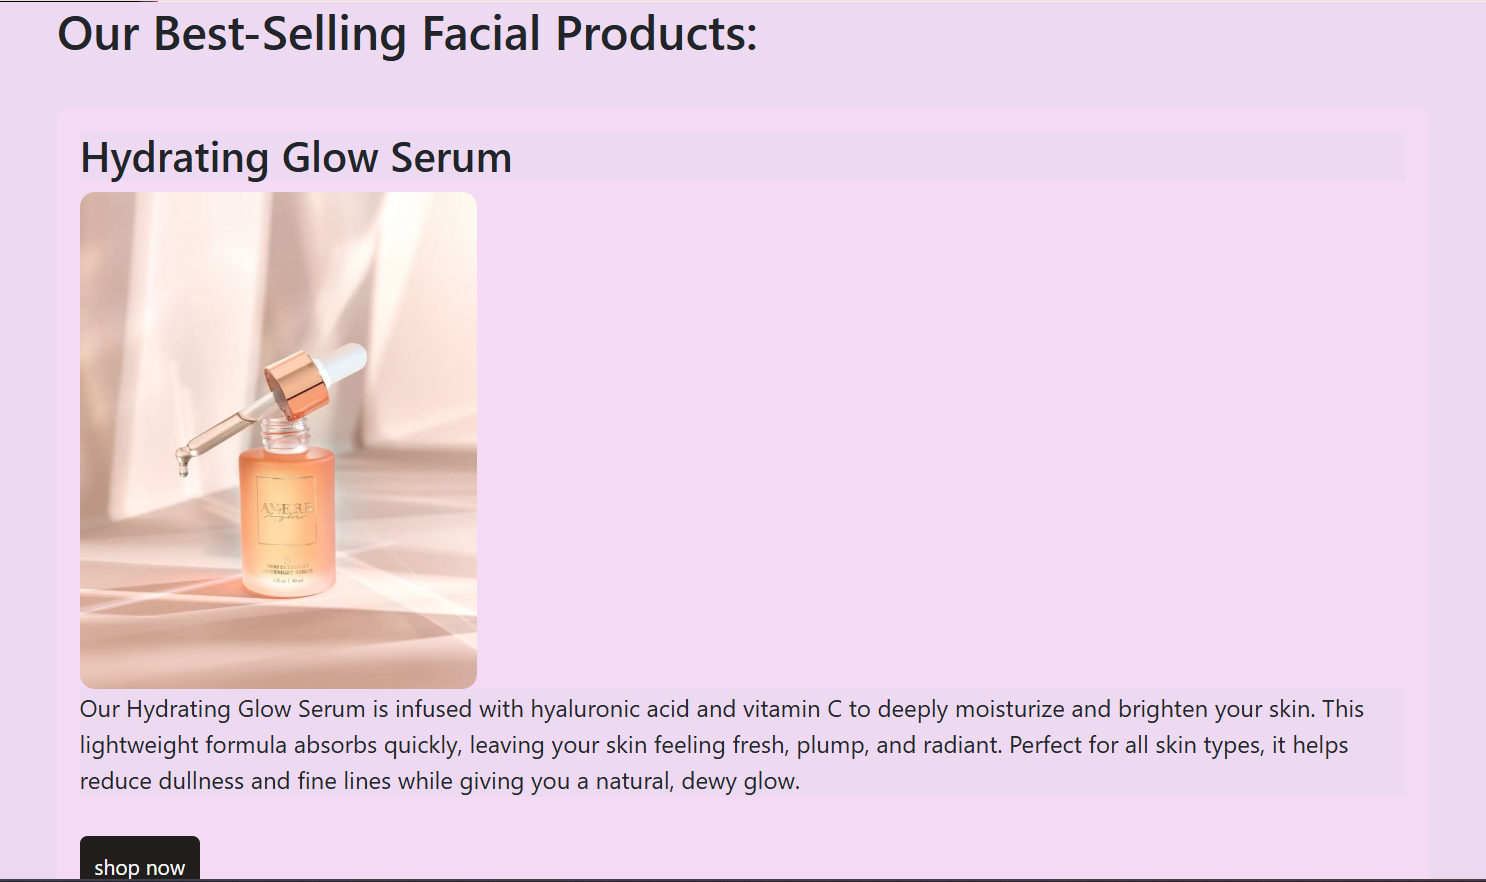 Our Best-Selling Facial Products:
Hydrating Glow Serum
AVERR
OVERNIGHT SERUM
Our Hydrating Glow Serum is infused with hyaluronic acid and vitamin C to deeply moisturize and brighten your skin. This
lightweight formula absorbs quickly, leaving your skin feeling fresh, plump, and radiant. Perfect for all skin types, it helps
reduce dullness and fine lines while giving you a natural, dewy glow.
shop now